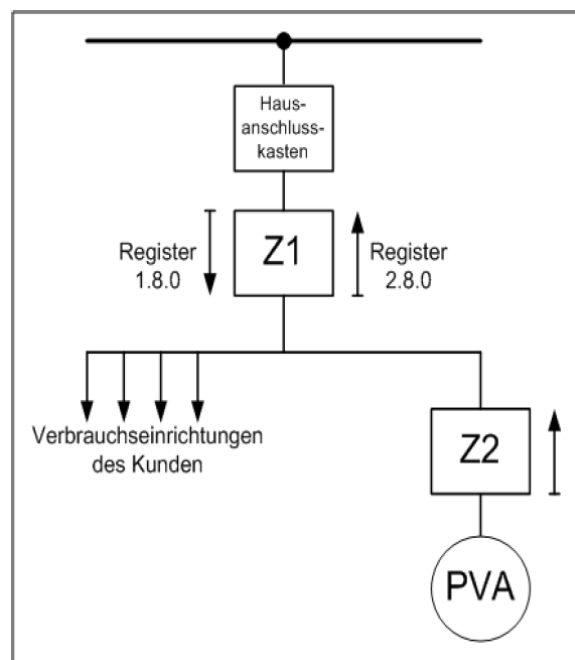 Haus-
anschluss-
kasten
Register
1.8.0
Z1
Register
2.8.0
Verbrauchseinrichtungen
des Kunden
Z2
PVA